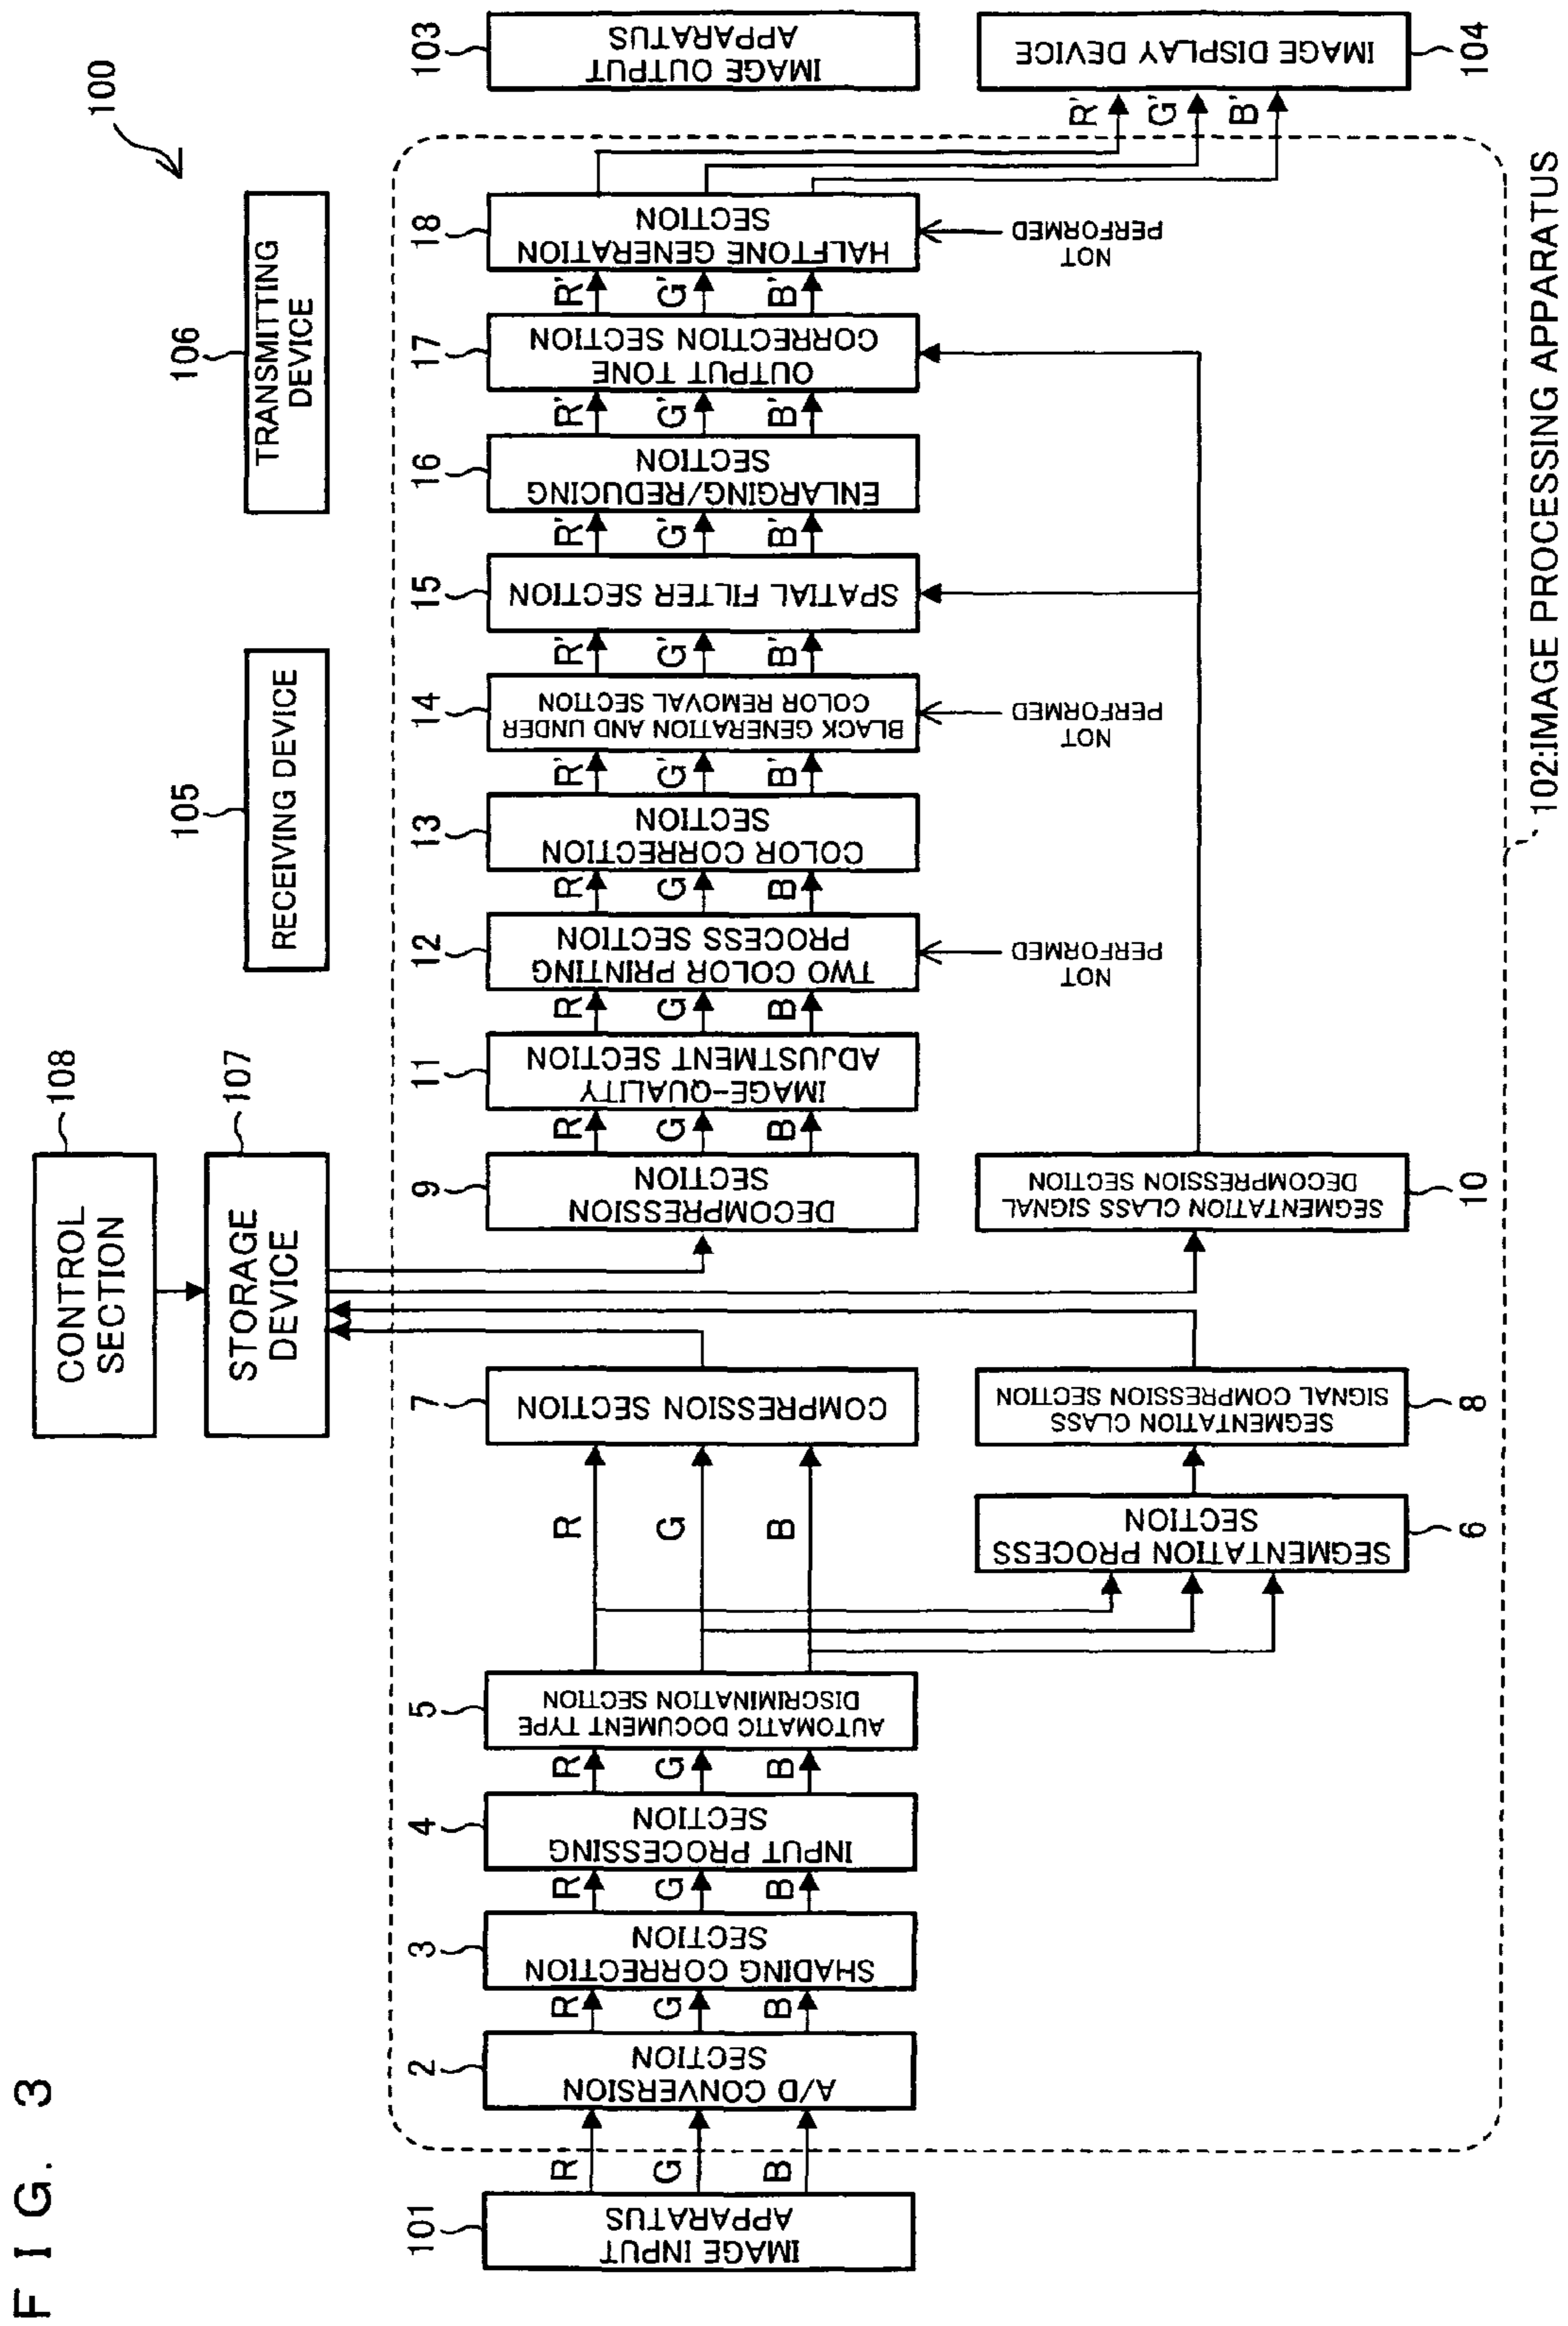 FIG. 3
100
108
CONTROL
SECTION
107
STORAGE
DEVICE
105
RECEIVING DEVICE
106
TRANSMITTING
DEVICE
101
IMAGE INPUT
APPARATUS
R
G
B
2
A/D CONVERSION
SECTION
R
G
B
3
SHADING CORRECTION
SECTION
R
G
B
4
INPUT PROCESSING
SECTION
R
G
B
5
AUTOMATIC DOCUMENT TYPE
DISCRIMINATION SECTION
R
G
B
7
COMPRESSION SECTION
SEGMENTATION PROCESS
SECTION
6
SEGMENTATION CLASS
SIGNAL COMPRESSION SECTION
8
9
DECOMPRESSION
SECTION
SEGMENTATION CLASS SIGNAL
DECOMPRESSION SECTION
10
R
G
B
11
IMAGE-QUALITY
ADJUSTMENT SECTION
R
G
B
12
TWO COLOR PRINTING
PROCESS SECTION
NOT
PERFORMED
R
G
B
13
COLOR CORRECTION
SECTION
R'
G'
B'
14
BLACK GENERATION AND UNDER
COLOR REMOVAL SECTION
NOT
PERFORMED
R'
G'
B'
15
SPATIAL FILTER SECTION
R'
G'
B'
16
ENLARGING/REDUCING
SECTION
R'
G'
B'
17
OUTPUT TONE
CORRECTION SECTION
R'
G'
B'
18
HALFTONE GENERATION
SECTION
NOT
PERFORMED
R'
G'
B'
103
IMAGE OUTPUT
APPARATUS
IMAGE DISPLAY DEVICE
104
102:IMAGE PROCESSING APPARATUS